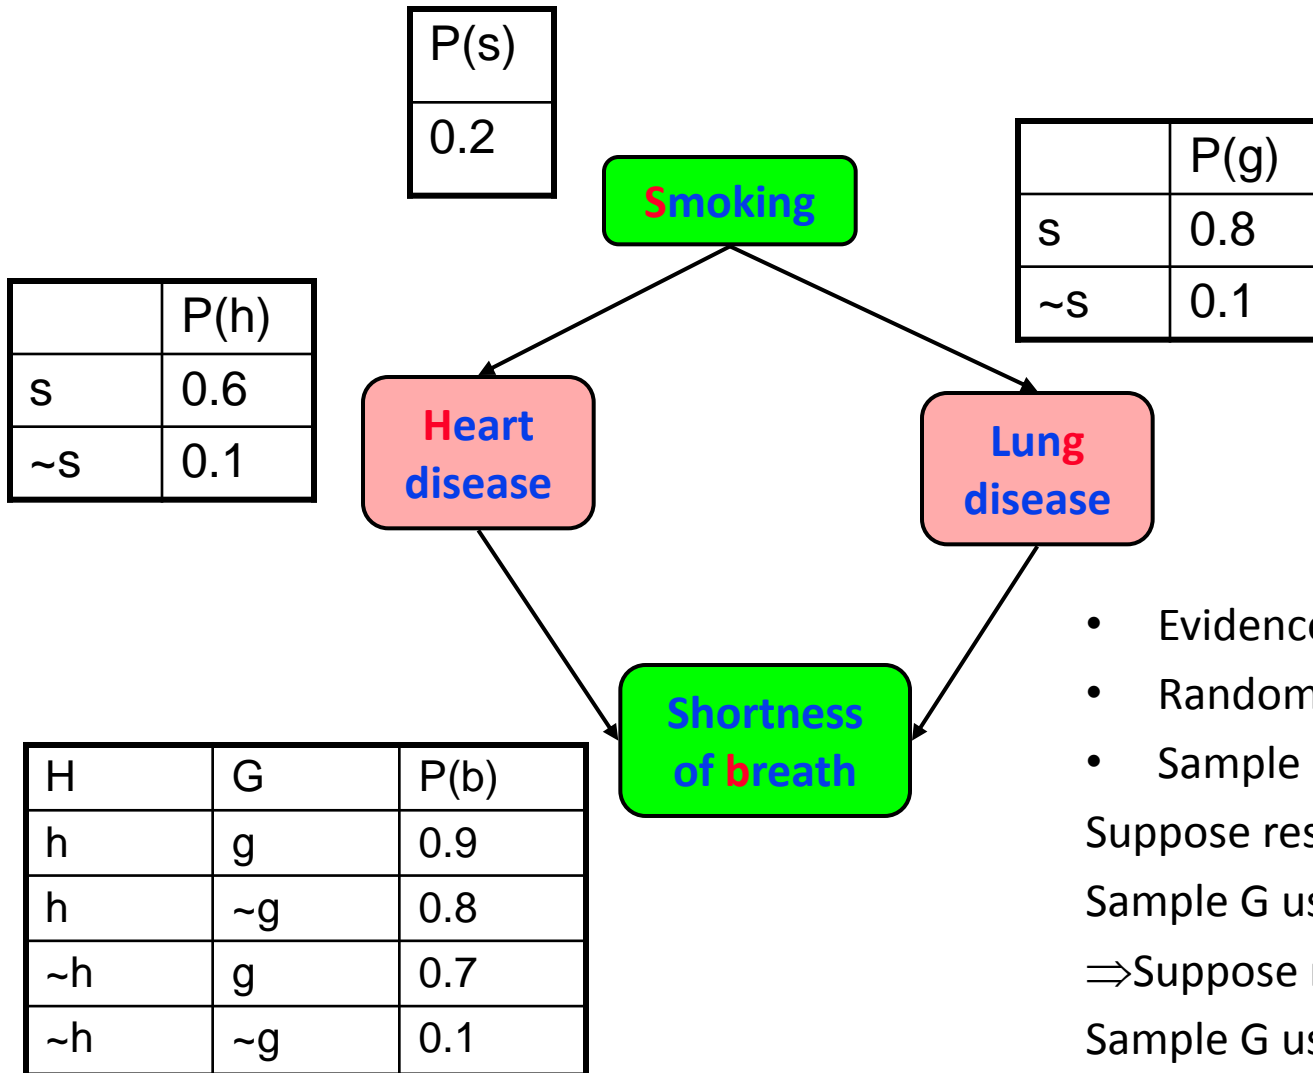 P(s)
0.2
Smoking
P(g)
s 0.8
~s 0.1
P(h)
s 0.6
~s 0.1
Heart
disease
Lung
disease
Shortness
of breath
H G P(b)
h g 0.9
h ~g 0.8
~h g 0.7
~h ~g 0.1
• Evidence
• Random
• Sample
Suppose res
Sample G us
⇒Suppose
Sample G us